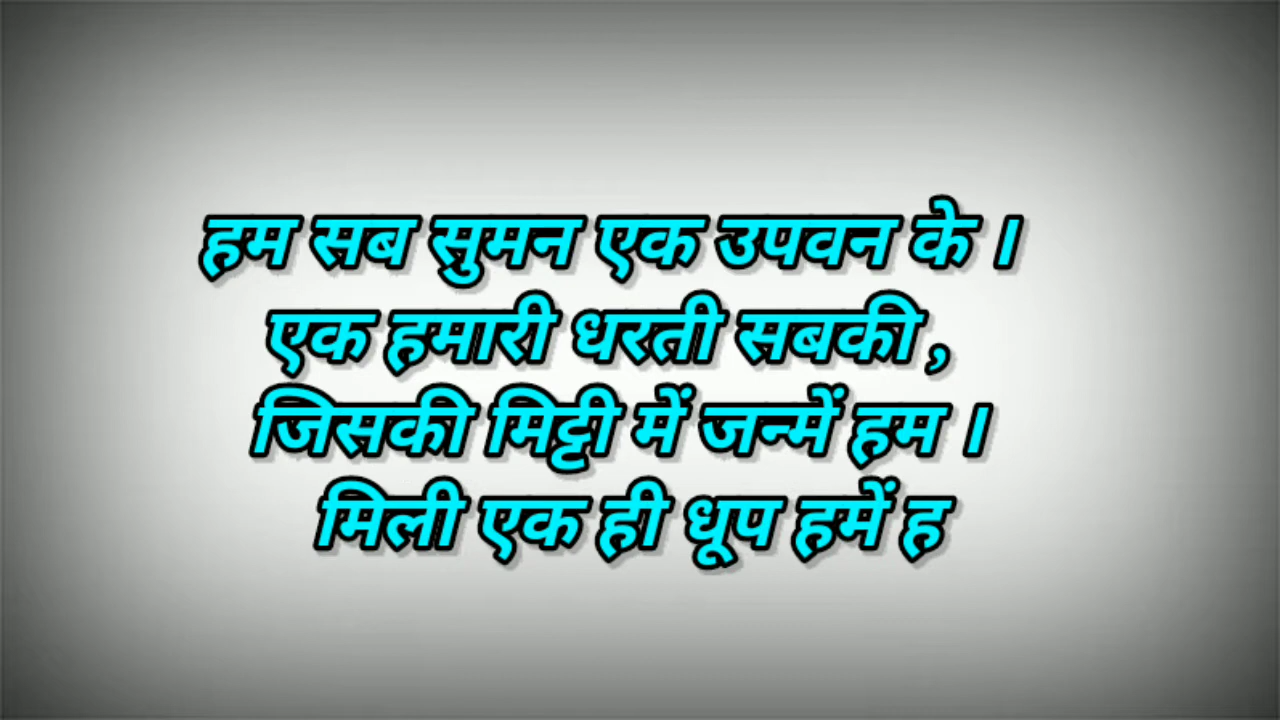 हम सब सुमन एक उपवन के ।
एक हमारी धरती सबकी ,
जिसकी मिट्टी में जन्में हम ।
मिली एक ही धूप हमें ह